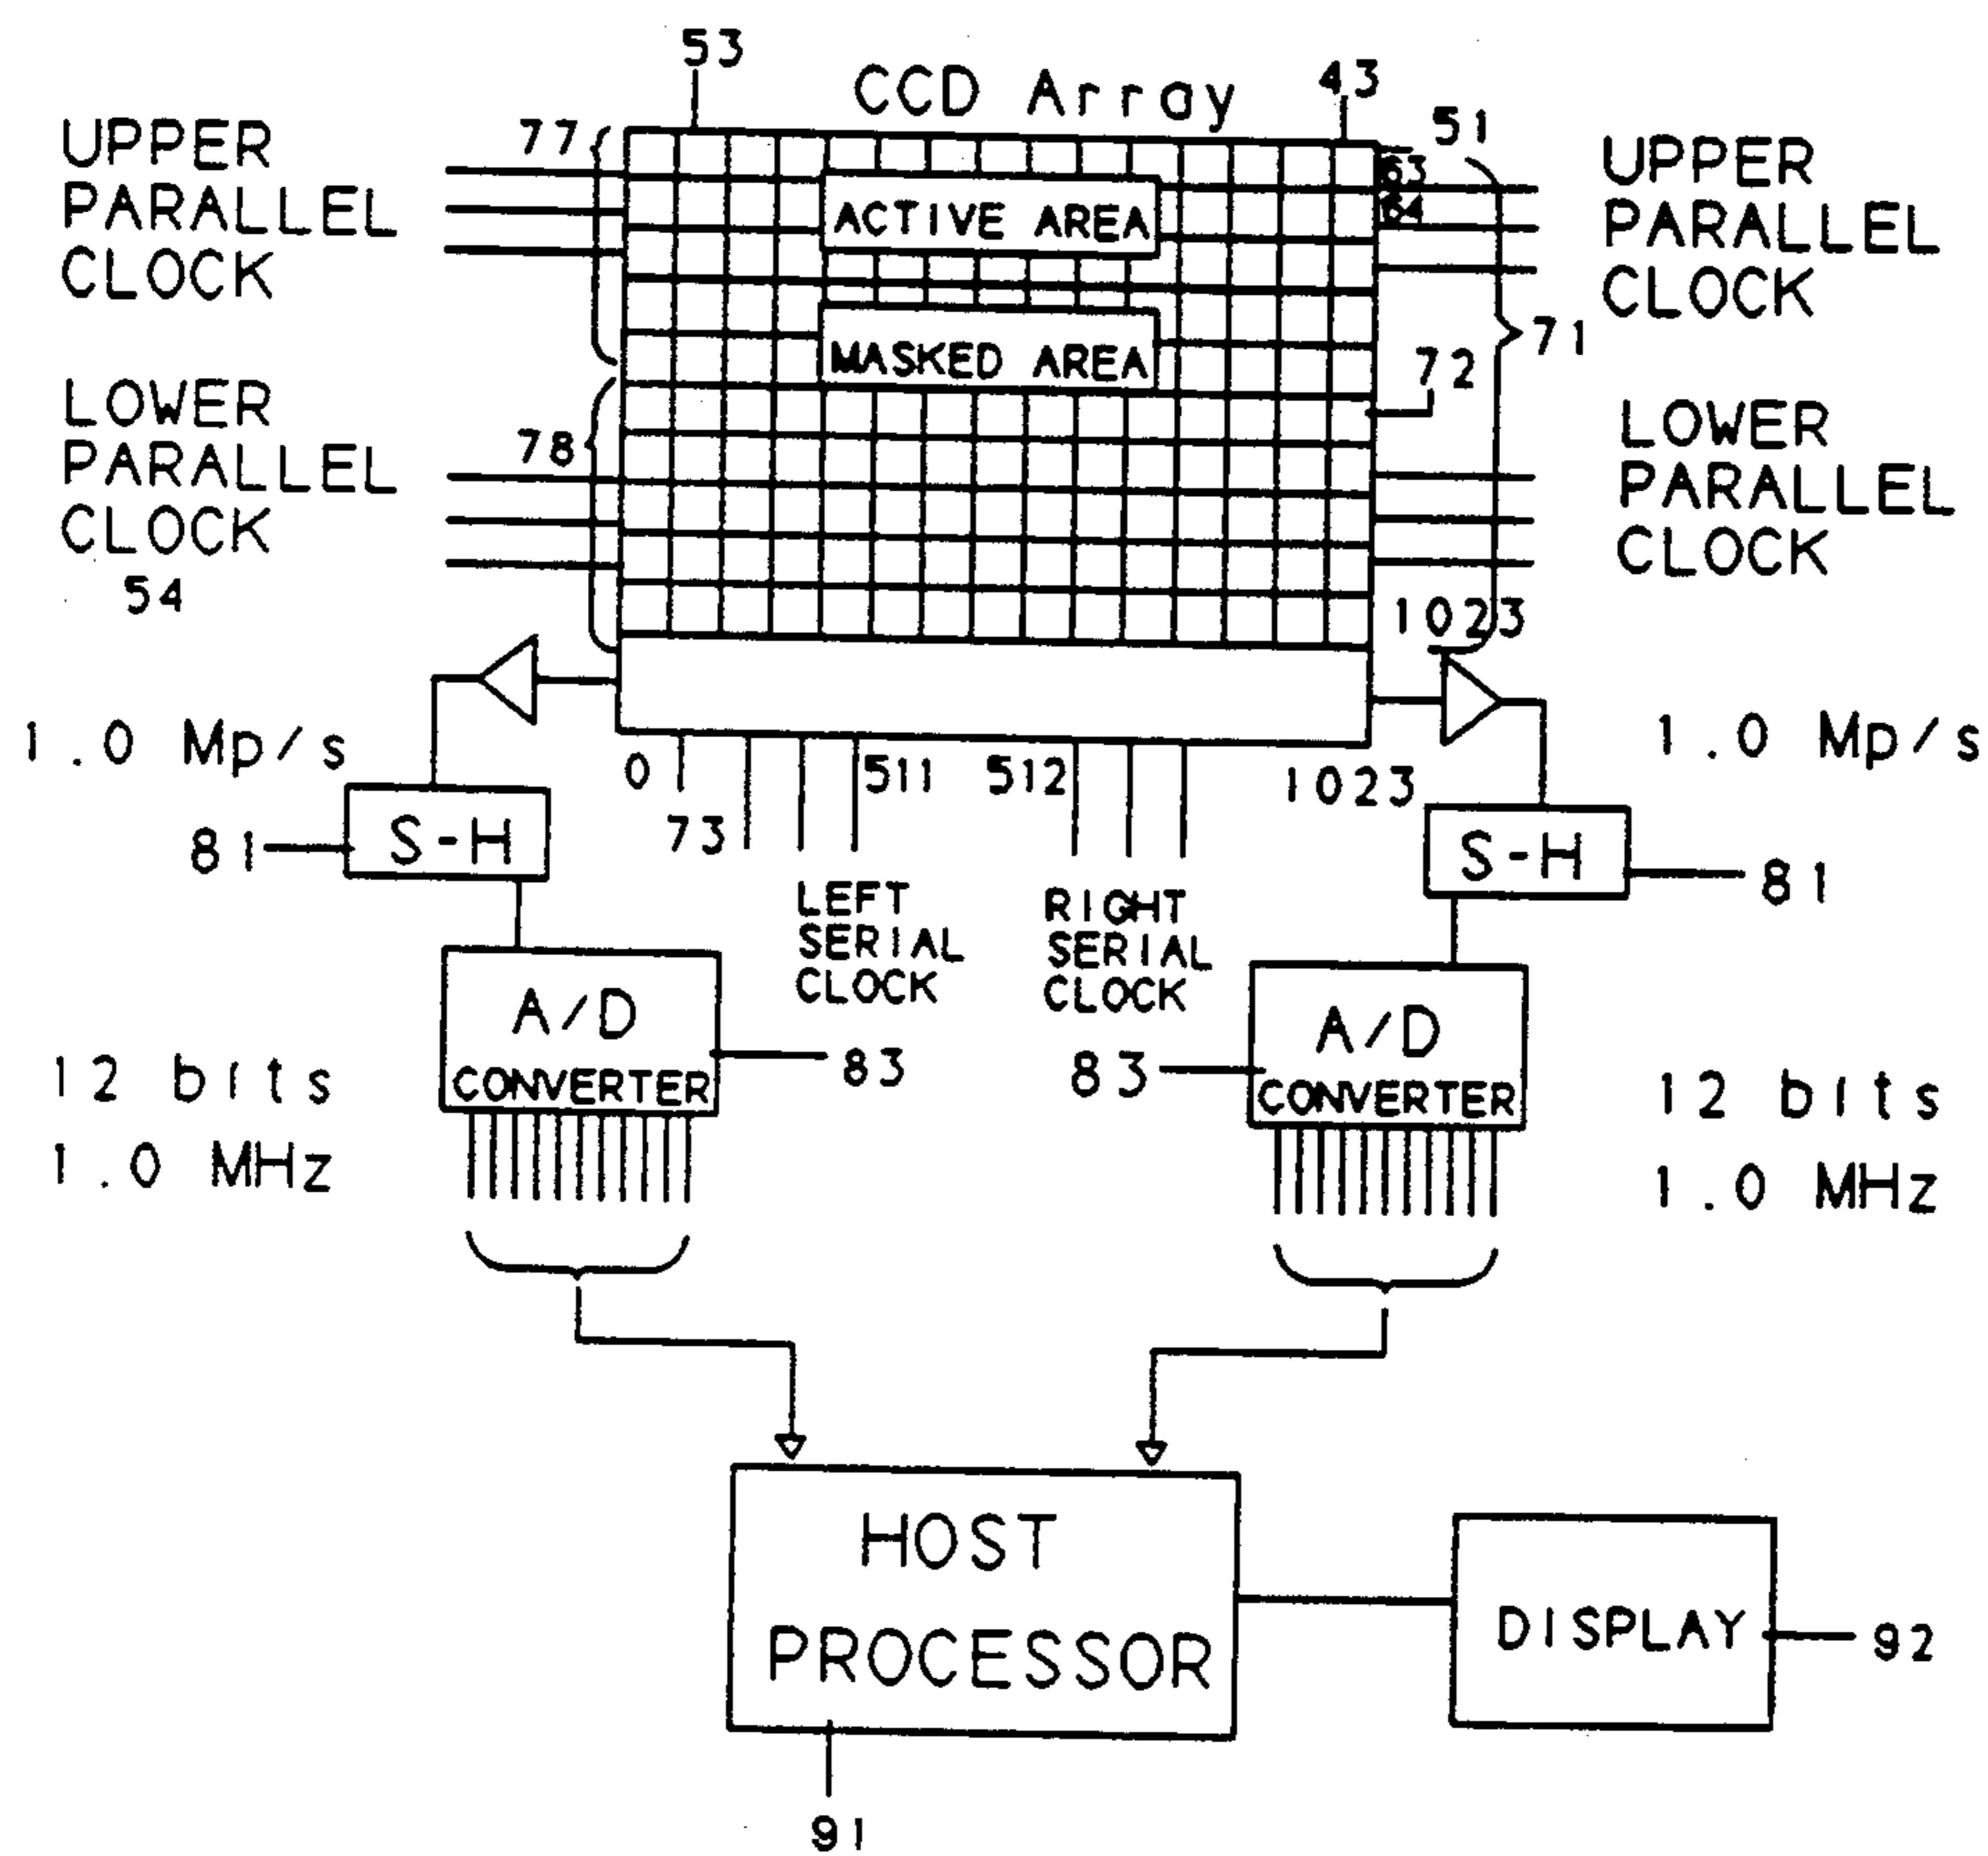 53
CCD Array
43
51
UPPER
PARALLEL
CLOCK
77
63
64
UPPER
PARALLEL
CLOCK
ACTIVE AREA
71
MASKED AREA
72
LOWER
PARALLEL
CLOCK
54
78
LOWER
PARALLEL
CLOCK
1023
1.0 Mp/s
1.0 Mp/s
0
511
512
1023
73
81
S-H
S-H
81
LEFT
SERIAL
CLOCK
RIGHT
SERIAL
CLOCK
A/D
CONVERTER
83
83
A/D
CONVERTER
12 bits
1.0 MHz
12 bits
1.0 MHz
HOST
PROCESSOR
DISPLAY
92
91